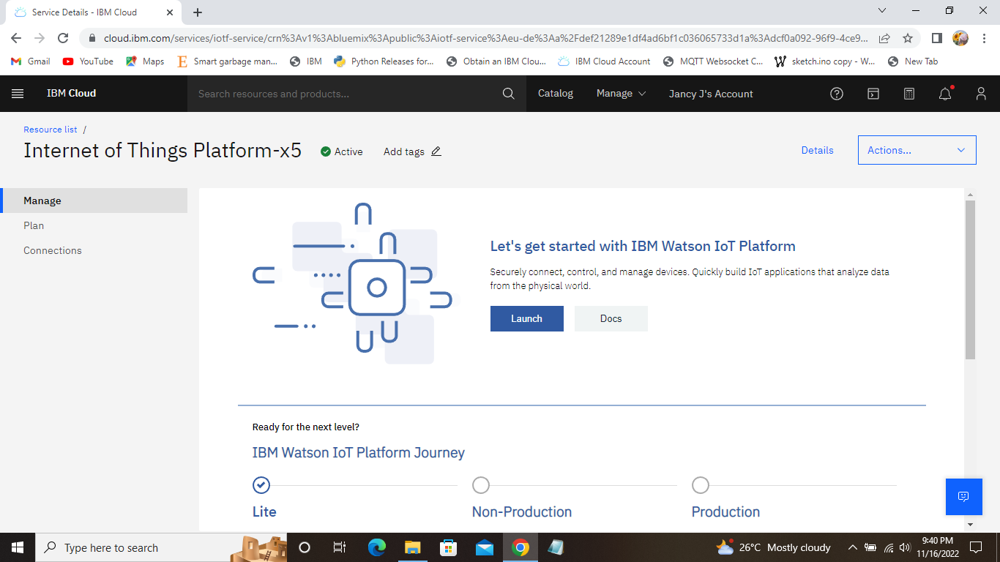 Service Details - IBM Cloud
cloud.ibm.com/services/iotf-service/crn%3Av1%3Abluemix%3Apublic%3Aiotf-service%3Aeu-de%3Aa%2Fdef21289e1df4ad6bf1c036065733d1a%3Adcf0a092-96f9-4ce9...
Gmail YouTube Maps Smart garbage man... IBM Python Releases for... Obtain an IBM Clou... IBM Cloud Account MQTT Websocket C... sketch.ino copy - W... New Tab
IBM Cloud Search resources and products... Catalog Manage Jancy J's Account
Resource list /
Internet of Things Platform-x5 Active Add tags Details Actions...
Manage
Plan
Connections
Let's get started with IBM Watson IoT Platform
Securely connect, control, and manage devices. Quickly build IoT applications that analyze data
from the physical world.
Launch Docs
Ready for the next level?
IBM Watson IoT Platform Journey
Lite Non-Production Production
Type here to search 26°C Mostly cloudy 9:40 PM
11/16/2022